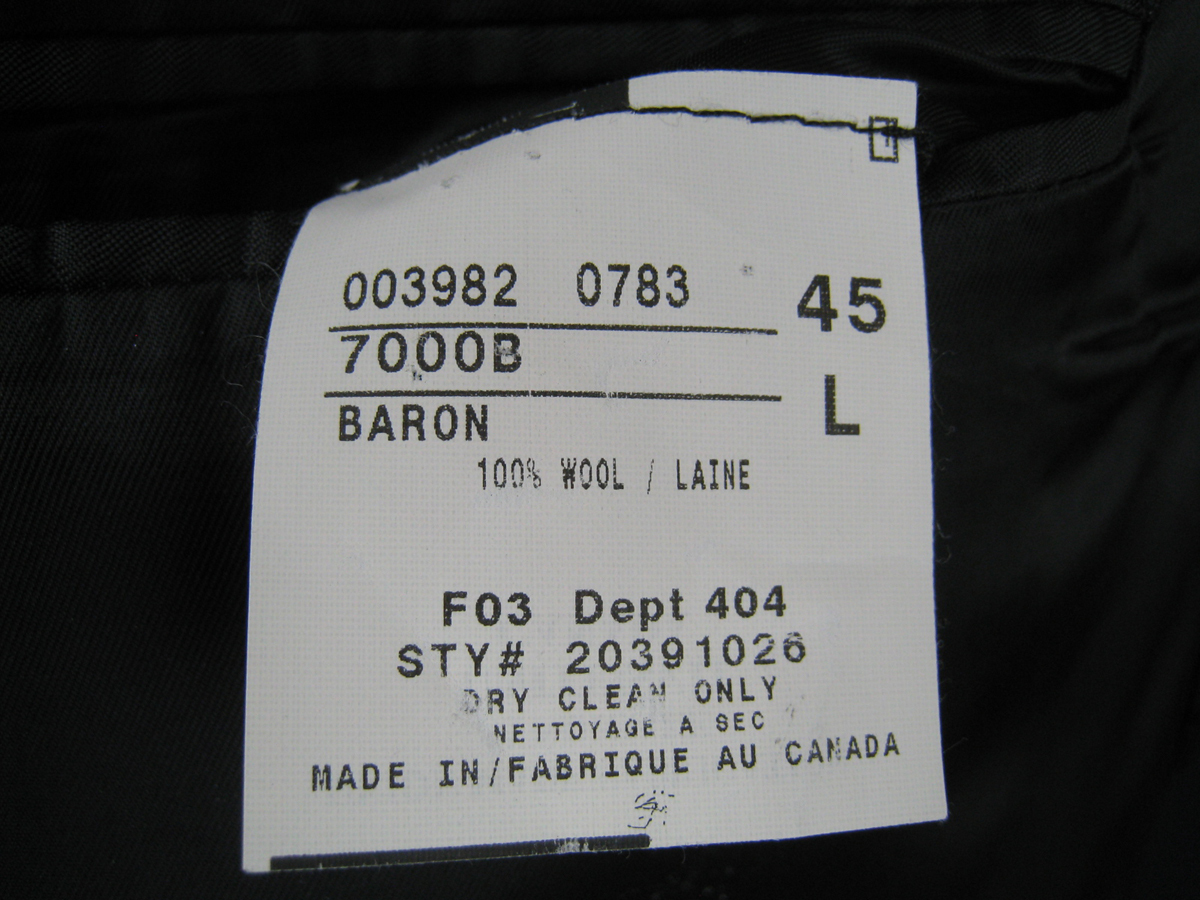 003982 0783
45
7000B
L
BARON
100% WOOL / LAINE
F03 Dept 404
STY# 20391026
DRY CLEAN ONLY
NETTOYAGE A SEC
MADE IN/FABRIQUE AU CANADA